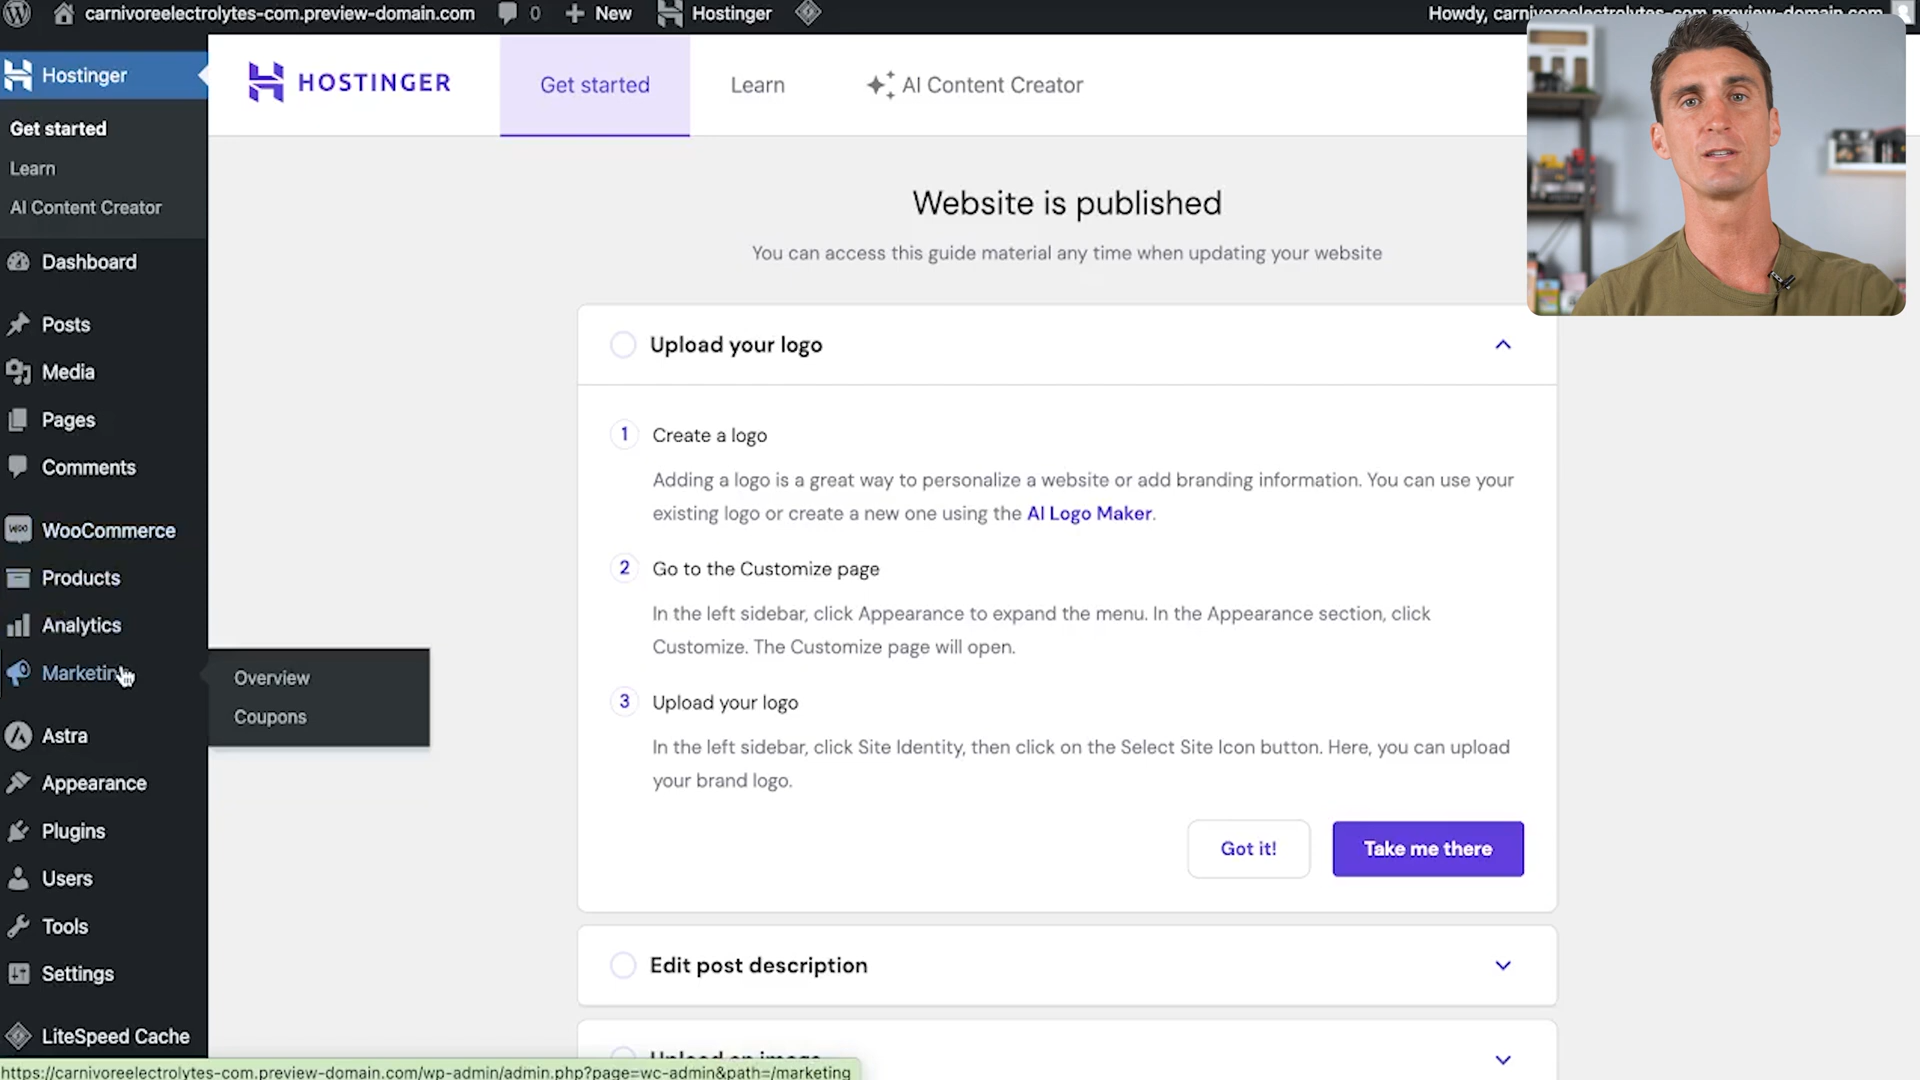 carnivoreelectrolytes-com.preview-domain.com 0 New Hostinger
Howdy, carnivoreelectrolytes-com.preview-domain.com
Hostinger
Get started
Learn
AI Content Creator
Dashboard
Posts
Media
Pages
Comments
Woo WooCommerce
Products
Analytics
Marketin
Overview
Coupons
Astra
Appearance
Plugins
Users
Tools
Settings
LiteSpeed Cache
HOSTINGER
Get started
Learn
AI Content Creator
Website is published
You can access this guide material any time when updating your website
Upload your logo
1 Create a logo
Adding a logo is a great way to personalize a website or add branding information. You can use your
existing logo or create a new one using the AI Logo Maker.
2 Go to the Customize page
In the left sidebar, click Appearance to expand the menu. In the Appearance section, click
Customize. The Customize page will open.
3 Upload your logo
In the left sidebar, click Site Identity, then click on the Select Site Icon button. Here, you can upload
your brand logo.
Got it!
Take me there
Edit post description
Upload an image
https://carnivoreelectrolytes-com.preview-domain.com/wp-admin/admin.php?page=wc-admin&path=/marketing